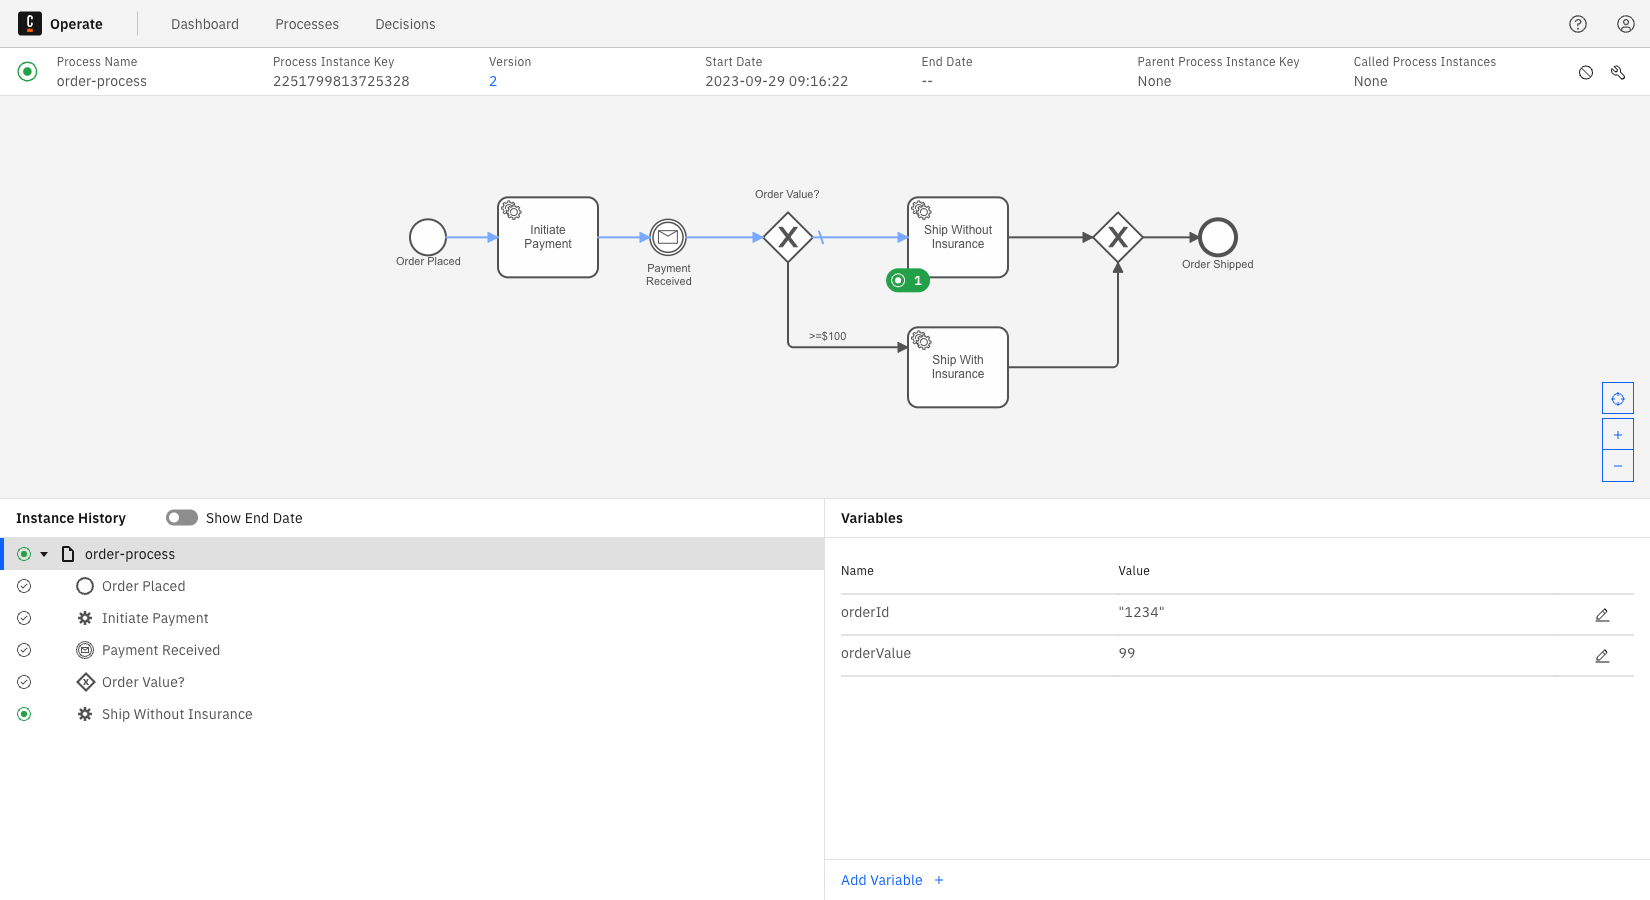 C Operate Dashboard Processes Decisions
Process Name Process Instance Key Version Start Date End Date Parent Process Instance Key Called Process Instances
order-process 2251799813725328 2 2023-09-29 09:16:22 -- None None
Order Value?
Order Placed
Initiate
Payment
Payment
Received
Ship Without
Insurance
1
Order Shipped
>=$100
Ship With
Insurance
+
−
Instance History Show End Date
order-process
Order Placed
Initiate Payment
Payment Received
Order Value?
Ship Without Insurance
Variables
Name Value
orderId "1234"
orderValue 99
Add Variable +